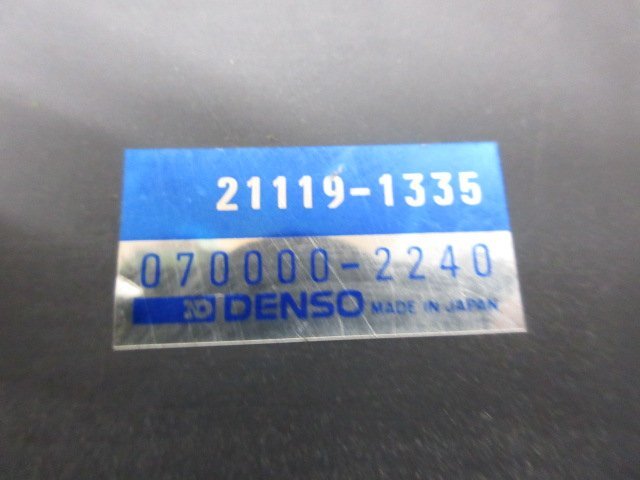 21119-1335
070000-2240
DENSO MADE IN JAPAN